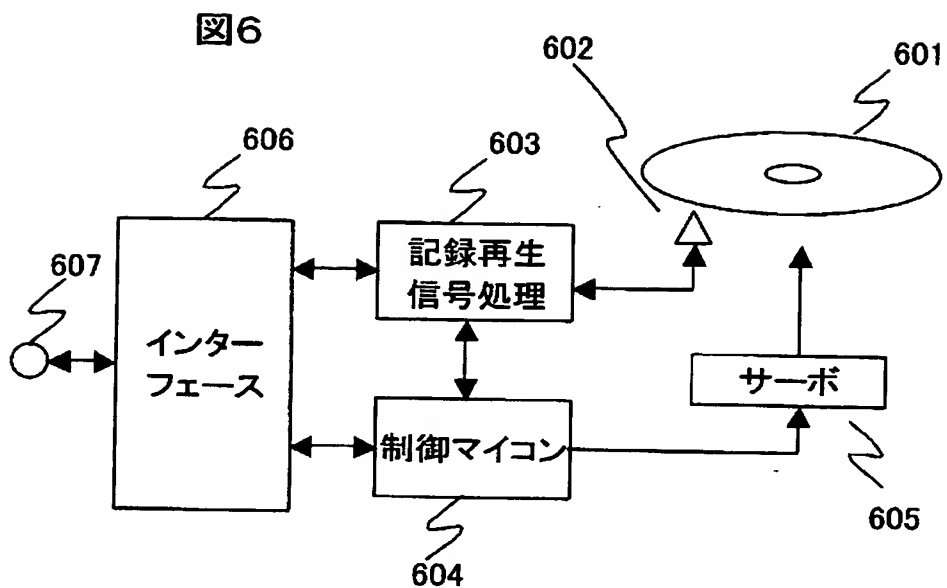 図6
602
601
606
603
607
記録再生
信号処理
インター
フェース
サーボ
制御マイコン
605
604